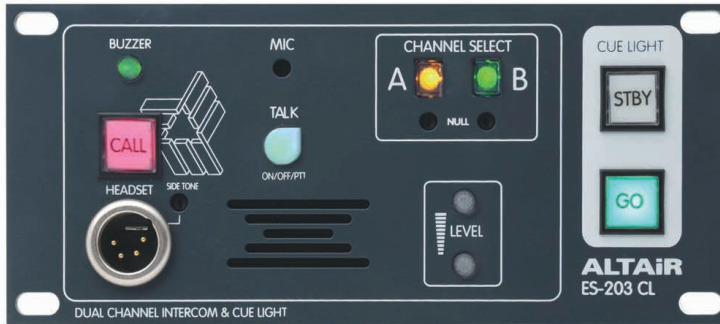 BUZZER
MIC
CHANNEL SELECT
A
B
NULL
CUE LIGHT
STBY
CALL
TALK
ON/OFF/PTT
HEADSET
SIDE TONE
LEVEL
GO
ALTAiR
ES-203 CL
DUAL CHANNEL INTERCOM & CUE LIGHT